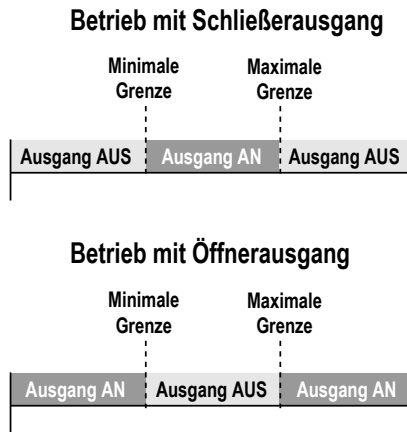 Betrieb mit Schließerausgang
Minimale Maximale
Grenze Grenze
Ausgang AUS Ausgang AN Ausgang AUS
Betrieb mit Öffnerausgang
Minimale Maximale
Grenze Grenze
Ausgang AN Ausgang AUS Ausgang AN